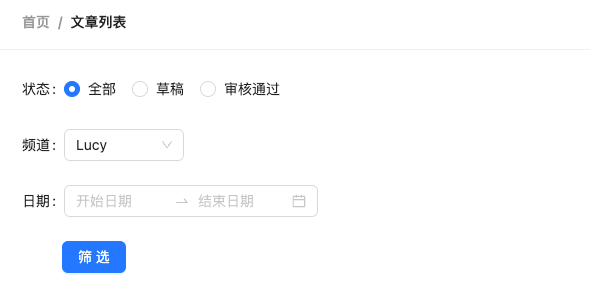 首页 / 文章列表
状态: 全部 草稿 审核通过
频道: Lucy
日期: 开始日期 → 结束日期
筛 选